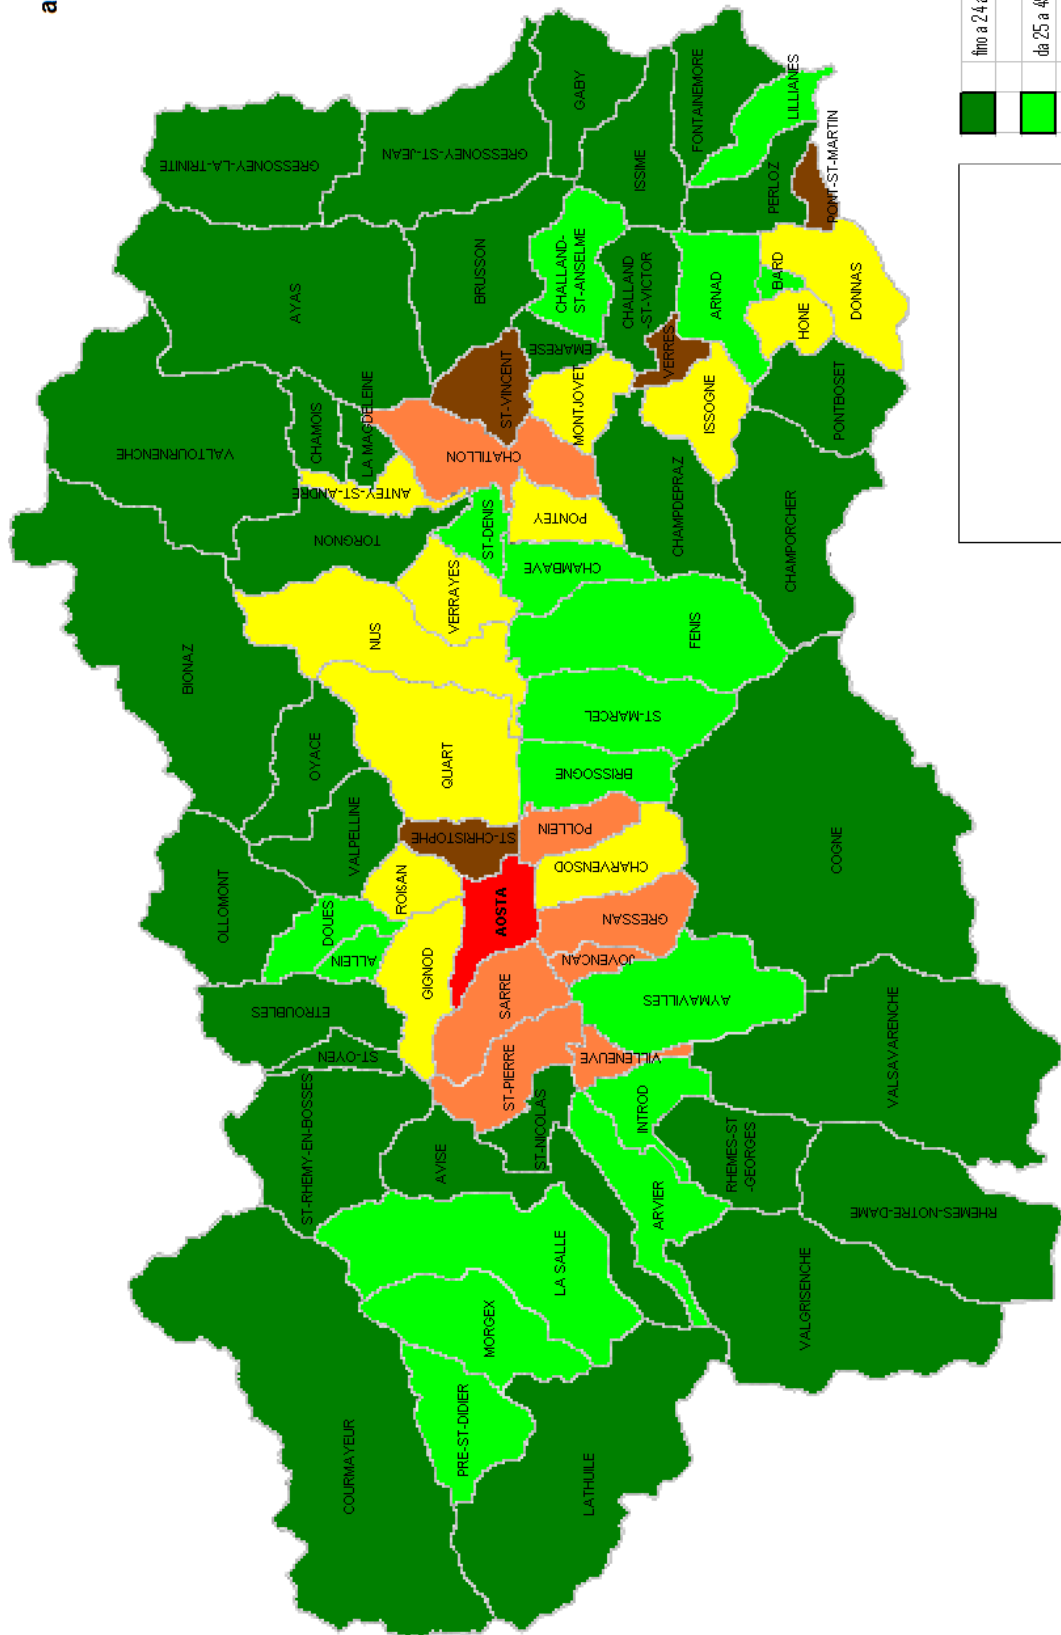 a
GRESSONEY-LA-TRINITE
GRESSONEY-ST-JEAN
GABY
FONTAINEMORE
LILLIANES
ISSIME
PERLOZ
PONT-ST-MARTIN
AYAS
BRUSSON
CHALLAND-
ST-ANSELME
CHALLAND
-ST-VICTOR
ARNAD
BARD
DONNAS
HONE
EMARESE
VERRES
VALTOURNENCHE
CHAMOIS
LA MAGDELEINE
ST-VINCENT
MONTJOVET
ISSOGNE
PONTBOSET
ANTEY-ST-ANDRE
CHATILLON
TORGNON
ST-DENIS
PONTEY
CHAMPDEPRAZ
CHAMPORCHER
VERRAYES
CHAMBAVE
NUS
FENIS
BIONAZ
ST-MARCEL
OYACE
QUART
BRISSOGNE
VALPELLINE
ST-CHRISTOPHE
POLLEIN
CHARVENSOD
COGNE
ROISAN
OLLOMONT
DOUES
ALLEIN
GIGNOD
AOSTA
GRESSAN
JOVENCAN
SARRE
AYMAVILLES
ETROUBLES
ST-OYEN
ST-PIERRE
VILLENEUVE
VALSAVARENCHE
ST-RHEMY-EN-BOSSES
AVISE
ST-NICOLAS
INTROD
RHEMES-ST
-GEORGES
ARVIER
RHEMES-NOTRE-DAME
LA SALLE
MORGEX
VALGRISENCHE
PRE-ST-DIDIER
COURMAYEUR
LATHUILE
fino a 24 a
da 25 a 4